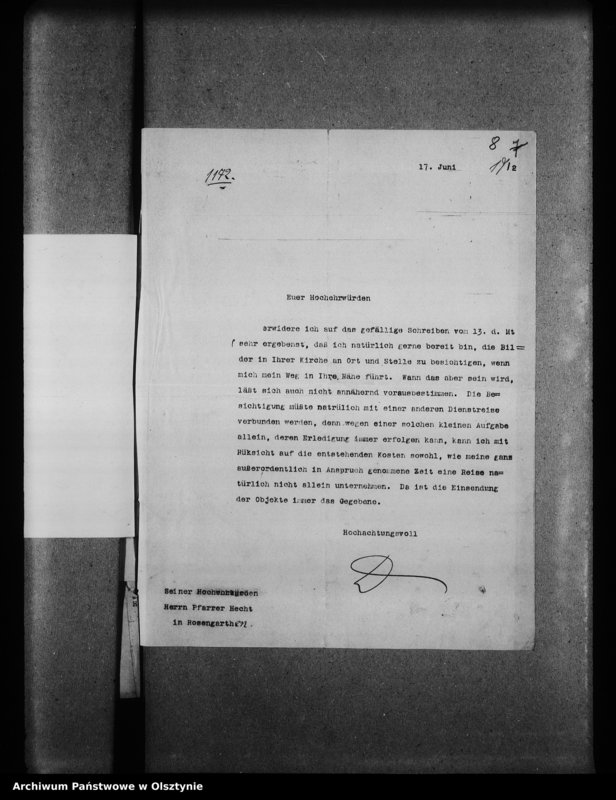 8 7
1172.
17. Juni
17/12
Euer Hochehrwürden
erwidere ich auf das gefällige Schreiben vom 13. d. Mt
sehr ergebenst, daß ich natürlich gerne bereit bin, die Bil=
der in Ihrer Kirche an Ort und Stelle zu besichtigen, wenn
mich mein Weg in Ihre Nähe führt. Wann das aber sein wird,
läßt sich auch nicht annähernd vorausbestimmen. Die Be=
sichtigung müßte natrülich mit einer anderen Dienstreise
verbunden werden, denn wegen einer solchen kleinen Aufgabe
allein, deren Erledigung immer erfolgen kann, kann ich mit
Rüksicht auf die entstehenden Kosten sowohl, wie meine ganz
außerordentlich in Anspruch genommene Zeit eine Reise na=
türlich nicht allein unternehmen. Da ist die Einsendung
der Objekte immer das Gegebene.
Hochachtungsvoll
Seiner Hochehrwürden
Herrn Pfarrer Hecht
in Rosengarth
Archiwum Państwowe w Olsztynie